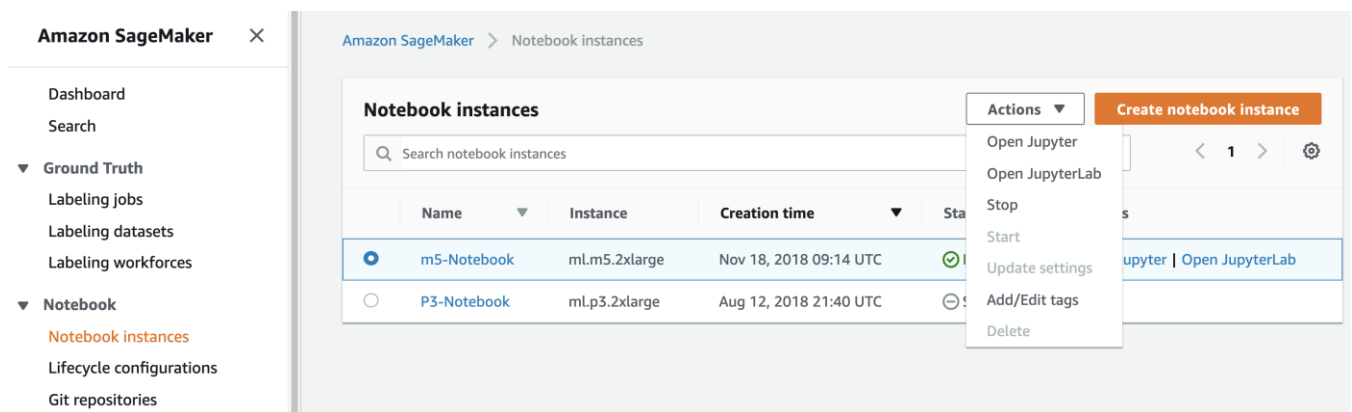 Amazon SageMaker
Dashboard
Search
Ground Truth
Labeling jobs
Labeling datasets
Labeling workforces
Notebook
Notebook instances
Lifecycle configurations
Git repositories
Amazon SageMaker > Notebook instances
Notebook instances
Actions
Create notebook instance
Search notebook instances
1
Open Jupyter
Open JupyterLab
Stop
Start
Update settings
Add/Edit tags
Delete
Name Instance Creation time
m5-Notebook ml.m5.2xlarge Nov 18, 2018 09:14 UTC | Open JupyterLab
P3-Notebook ml.p3.2xlarge Aug 12, 2018 21:40 UTC